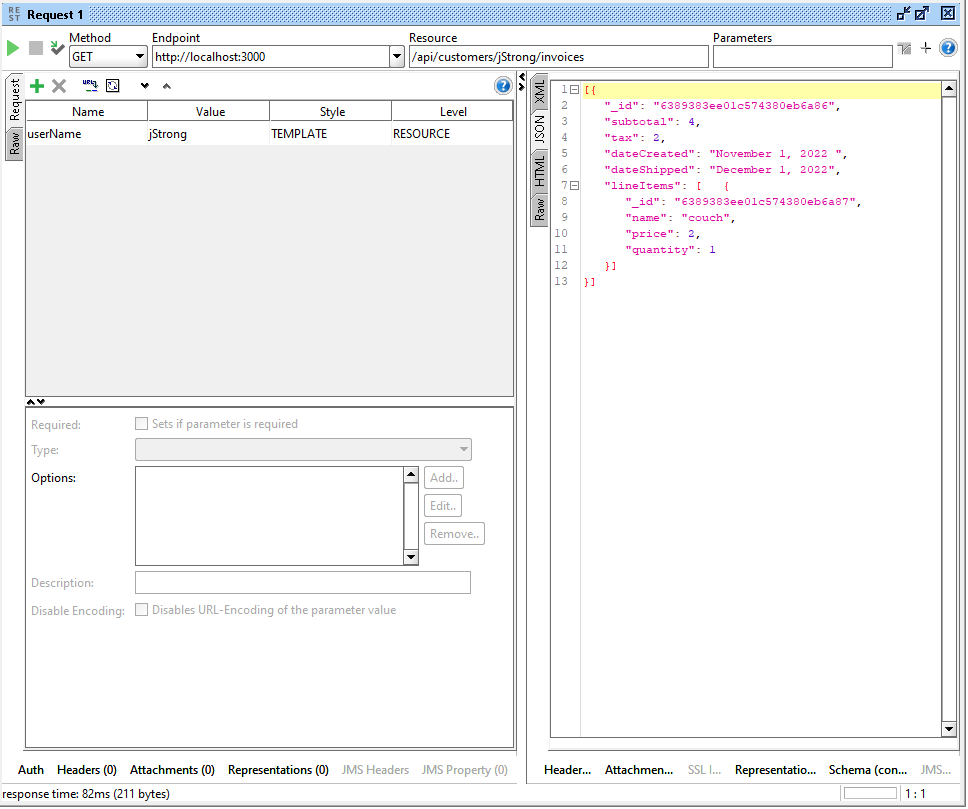 RE
ST
Request 1
Method
Endpoint
Resource
Parameters
GET
http://localhost:3000
/api/customers/jStrong/invoices
Request
Raw
Name Value Style Level
userName jStrong TEMPLATE RESOURCE
Required: Sets if parameter is required
Type:
Options:
Add..
Edit..
Remove..
Description:
Disable Encoding: Disables URL-Encoding of the parameter value
Auth Headers (0) Attachments (0) Representations (0) JMS Headers JMS Property (0)
XML
JSON
HTML
Raw
1 [{
2 "_id": "6389383ee01c574380eb6a86",
3 "subtotal": 4,
4 "tax": 2,
5 "dateCreated": "November 1, 2022 ",
6 "dateShipped": "December 1, 2022",
7 "lineItems": [ {
8 "_id": "6389383ee01c574380eb6a87",
9 "name": "couch",
10 "price": 2,
11 "quantity": 1
12 }]
13 }]
Header... Attachmen... SSL I... Representatio... Schema (con... JMS...
response time: 82ms (211 bytes)
1 : 1